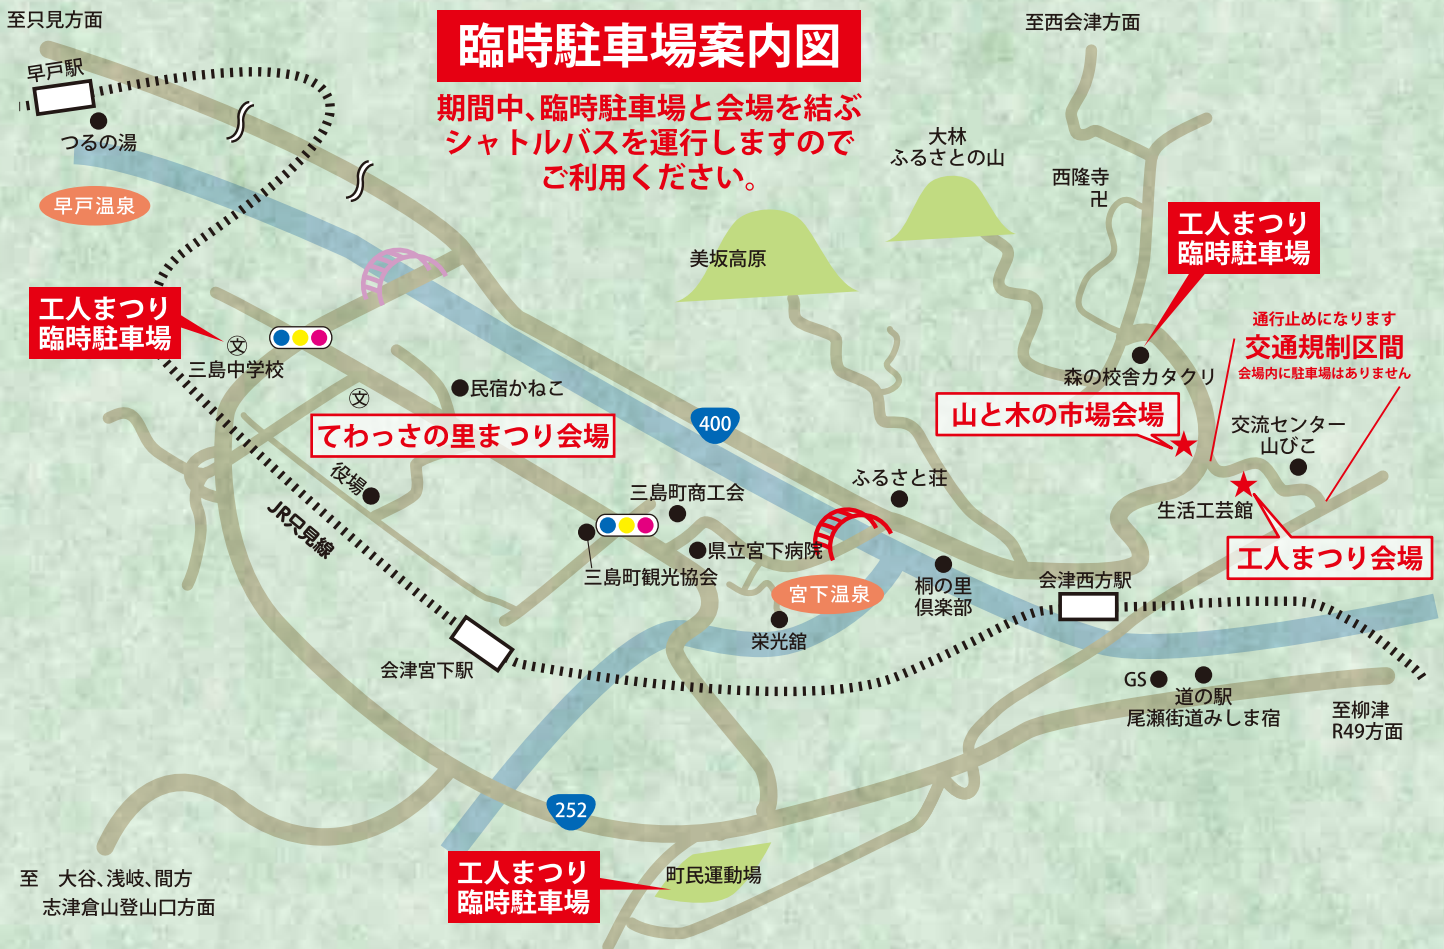 至只見方面
臨時駐車場案内図
至西会津方面
早戸駅
期間中、臨時駐車場と会場を結ぶ
シャトルバスを運行しますので
ご利用ください。
つるの湯
大林
ふるさとの山
西隆寺
卍
早戸温泉
工人まつり
臨時駐車場
美坂高原
工人まつり
臨時駐車場
通行止めになります
交通規制区間
会場内に駐車場はありません
文
三島中学校
森の校舎カタクリ
民宿かねこ
文
山と木の市場会場
400
てわっさの里まつり会場
交流センター
山びこ
役場
ふるさと荘
三島町商工会
生活工芸館
JR只見線
県立宮下病院
工人まつり会場
三島町観光協会
宮下温泉
桐の里
倶楽部
会津西方駅
栄光舘
会津宮下駅
GS
道の駅
尾瀬街道みしま宿
至柳津
R49方面
252
工人まつり
臨時駐車場
町民運動場
至　大谷、浅岐、間方
志津倉山登山口方面